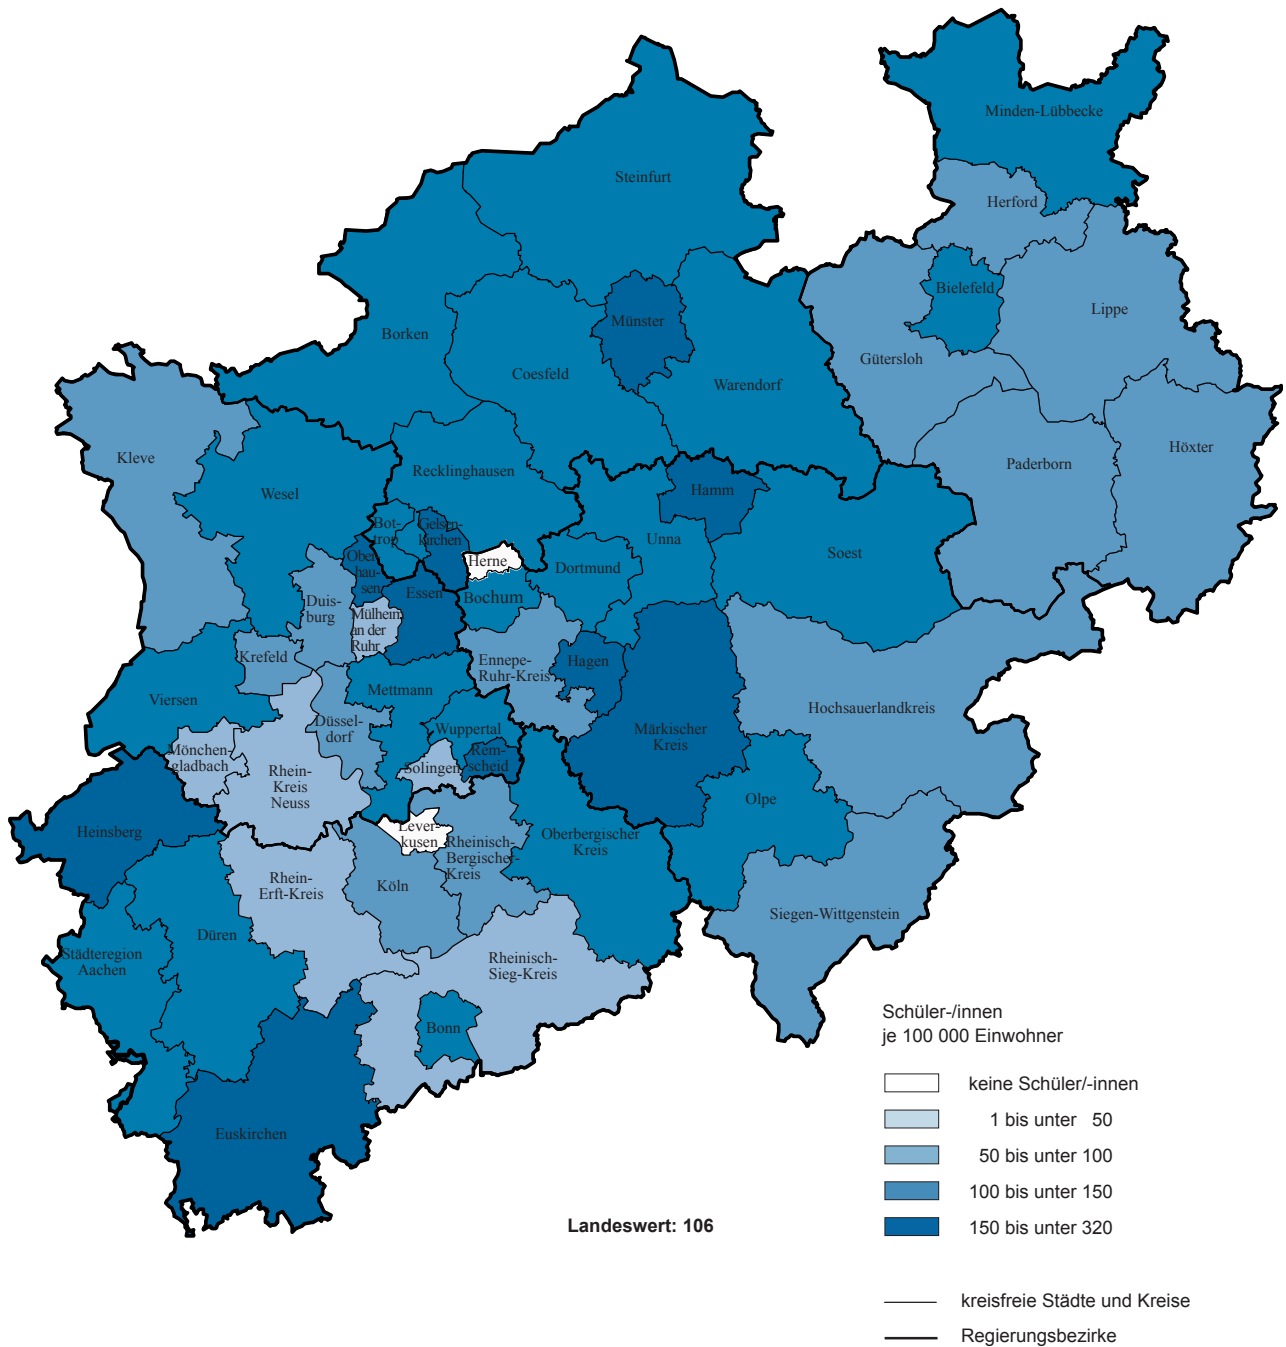 Minden-Lübbecke
Steinfurt
Herford
Bielefeld
Lippe
Münster
Borken
Gütersloh
Coesfeld
Warendorf
Höxter
Kleve
Paderborn
Recklinghausen
Wesel
Hamm
Bot-
trop
Gelsen-
kirchen
Unna
Soest
Herne
Ober
hau-
sen
Dortmund
Essen
Bochum
Duis-
burg
Mülheim
an der
Ruhr
Krefeld
Ennepe-
Ruhr-Kreis
Hagen
Mettmann
Viersen
Hochsauerlandkreis
Düssel-
dorf
Wuppertal
Märkischer
Kreis
Mönchen-
gladbach
Rem-
scheid
Solingen
Rhein-
Kreis
Neuss
Olpe
Heinsberg
Lever-
kusen
Oberbergischer
Kreis
Rheinisch-
Bergischer-
Kreis
Rhein-
Erft-Kreis
Köln
Siegen-Wittgenstein
Düren
Städteregion
Aachen
Rheinisch-
Sieg-Kreis
Bonn
Euskirchen
Schüler-/innen
je 100 000 Einwohner
keine Schüler/-innen
1 bis unter 50
50 bis unter 100
100 bis unter 150
150 bis unter 320
Landeswert: 106
kreisfreie Städte und Kreise
Regierungsbezirke